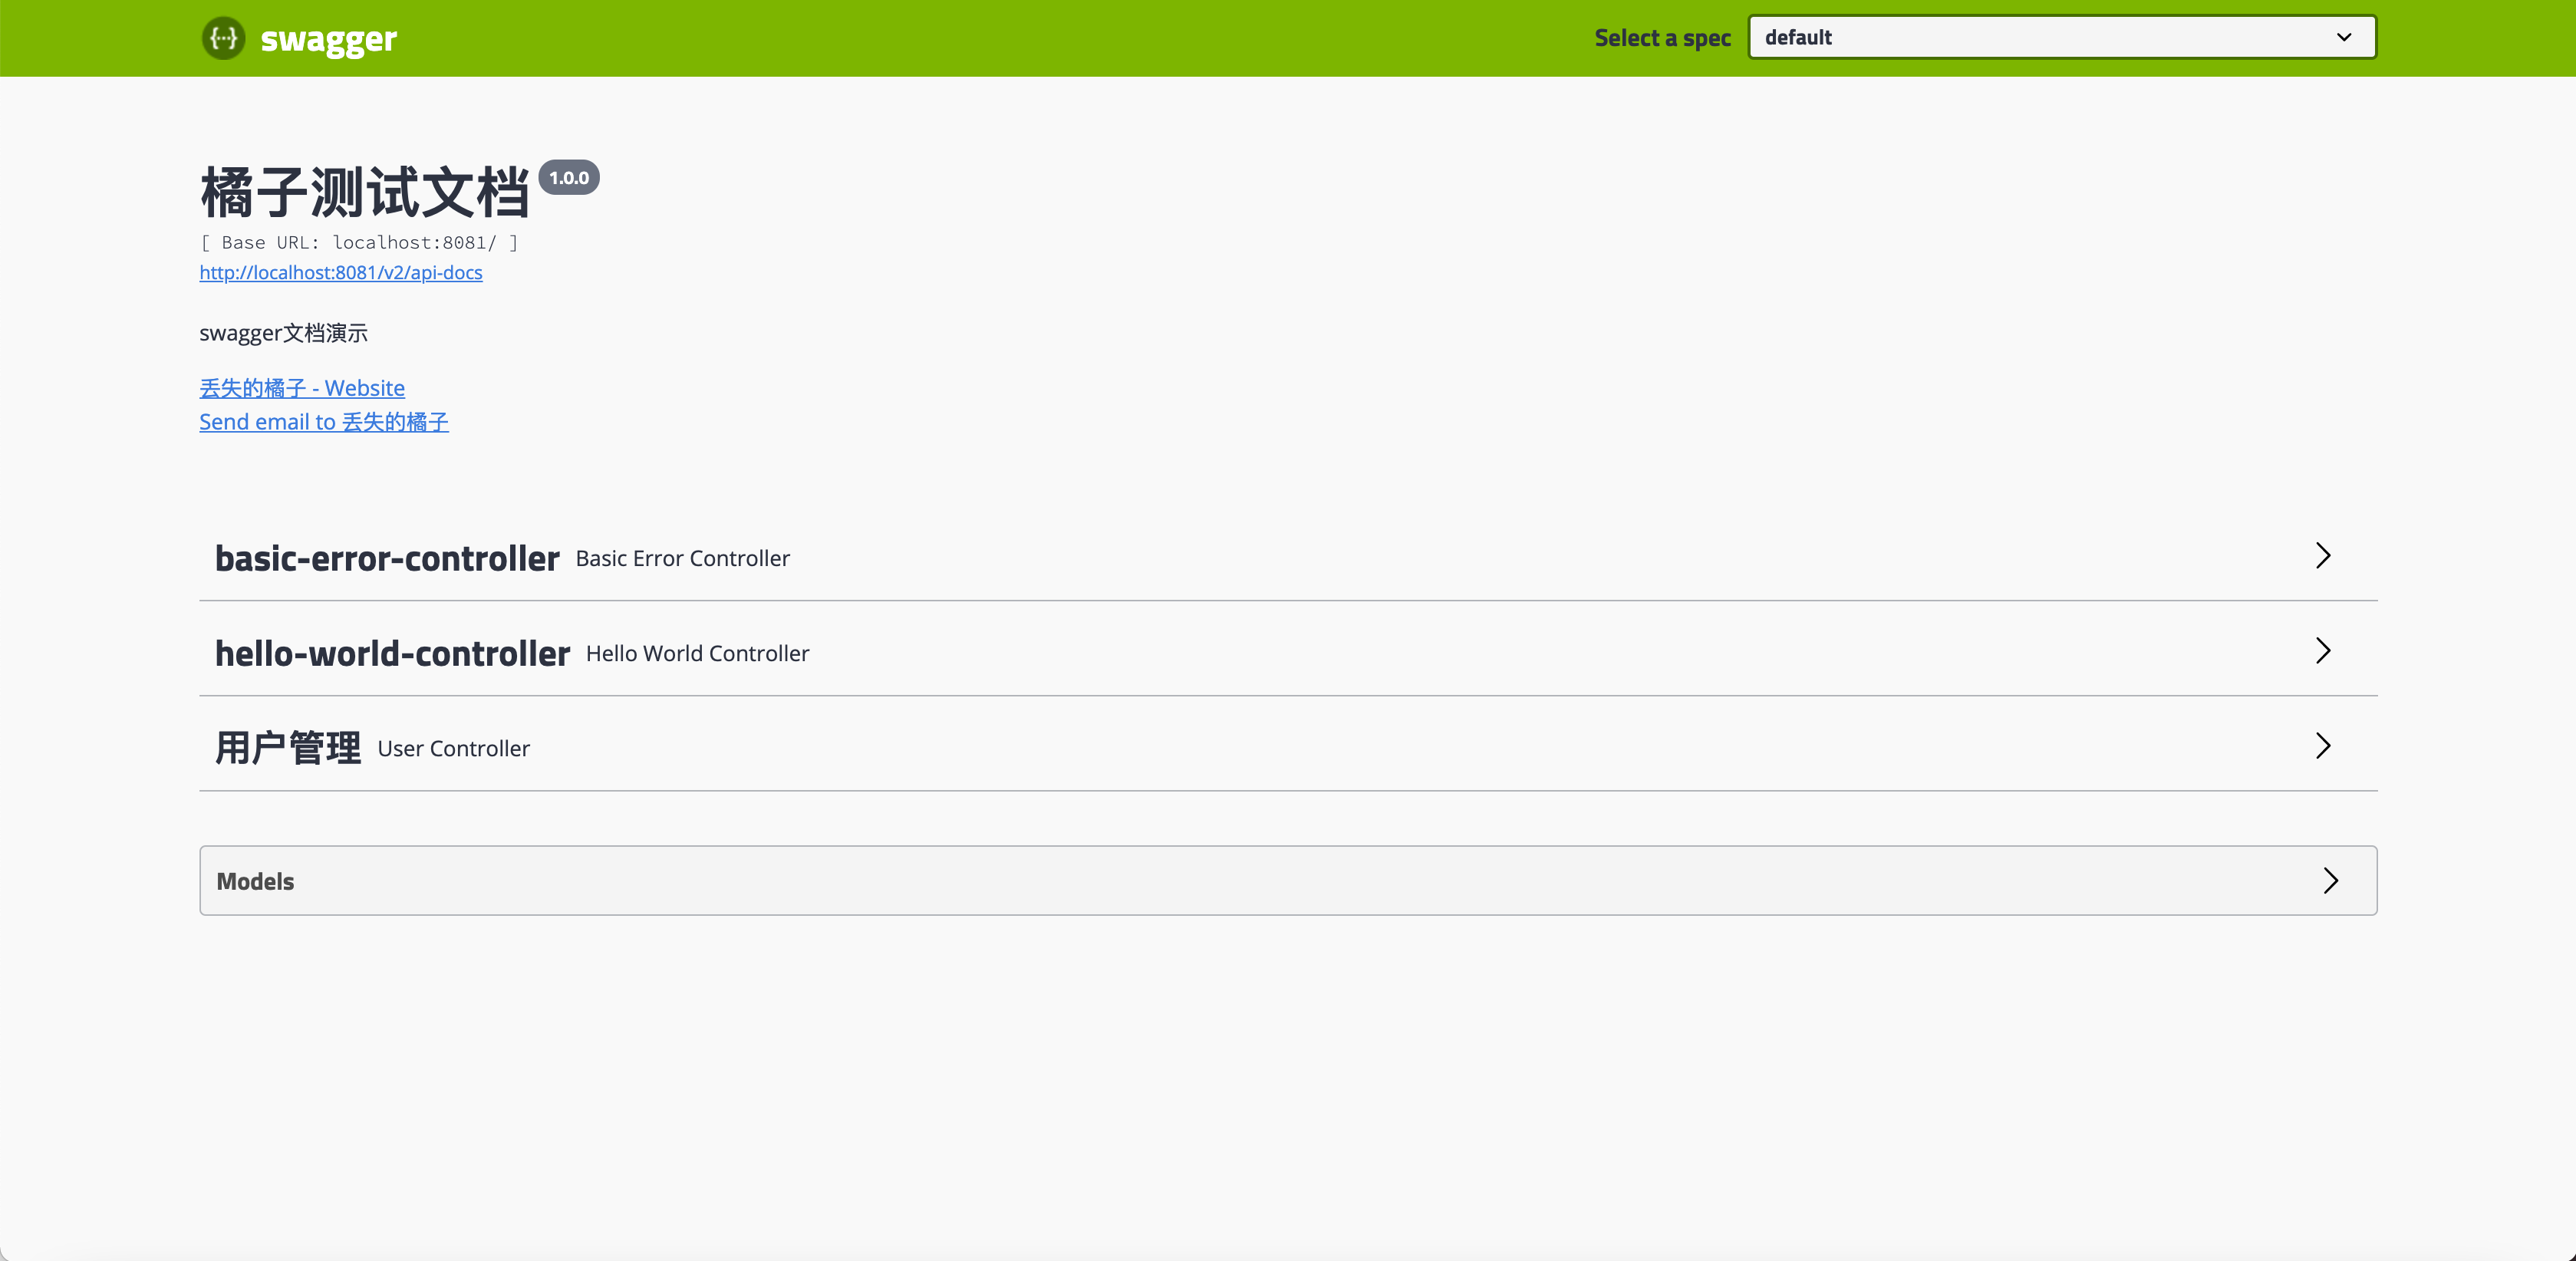 {...} swagger
Select a spec
default
橘子测试文档 1.0.0
[ Base URL: localhost:8081/ ]
http://localhost:8081/v2/api-docs
swagger文档演示
丢失的橘子 - Website
Send email to 丢失的橘子
basic-error-controller Basic Error Controller
hello-world-controller Hello World Controller
用户管理 User Controller
Models